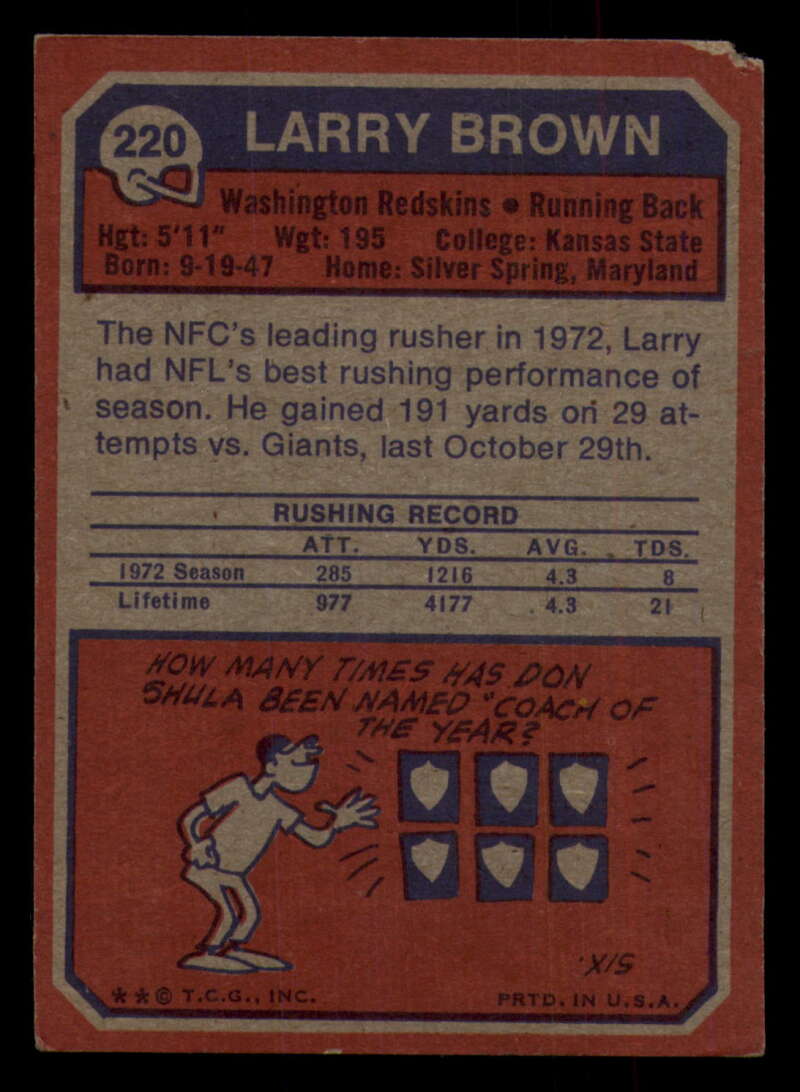 220
LARRY BROWN
Washington Redskins • Running Back
Hgt: 5'11" Wgt: 195 College: Kansas State
Born: 9-19-47 Home: Silver Spring, Maryland
The NFC's leading rusher in 1972, Larry
had NFL's best rushing performance of
season. He gained 191 yards on 29 at-
tempts vs. Giants, last October 29th.
RUSHING RECORD
ATT. YDS. AVG. TDS.
1972 Season 285 1216 4.3 8
Lifetime 977 4177 4.3 21
HOW MANY TIMES HAS DON
SHULA BEEN NAMED "COACH OF
THE YEAR?
SIX.
** © T.C.G., INC. PRTD. IN U.S.A.